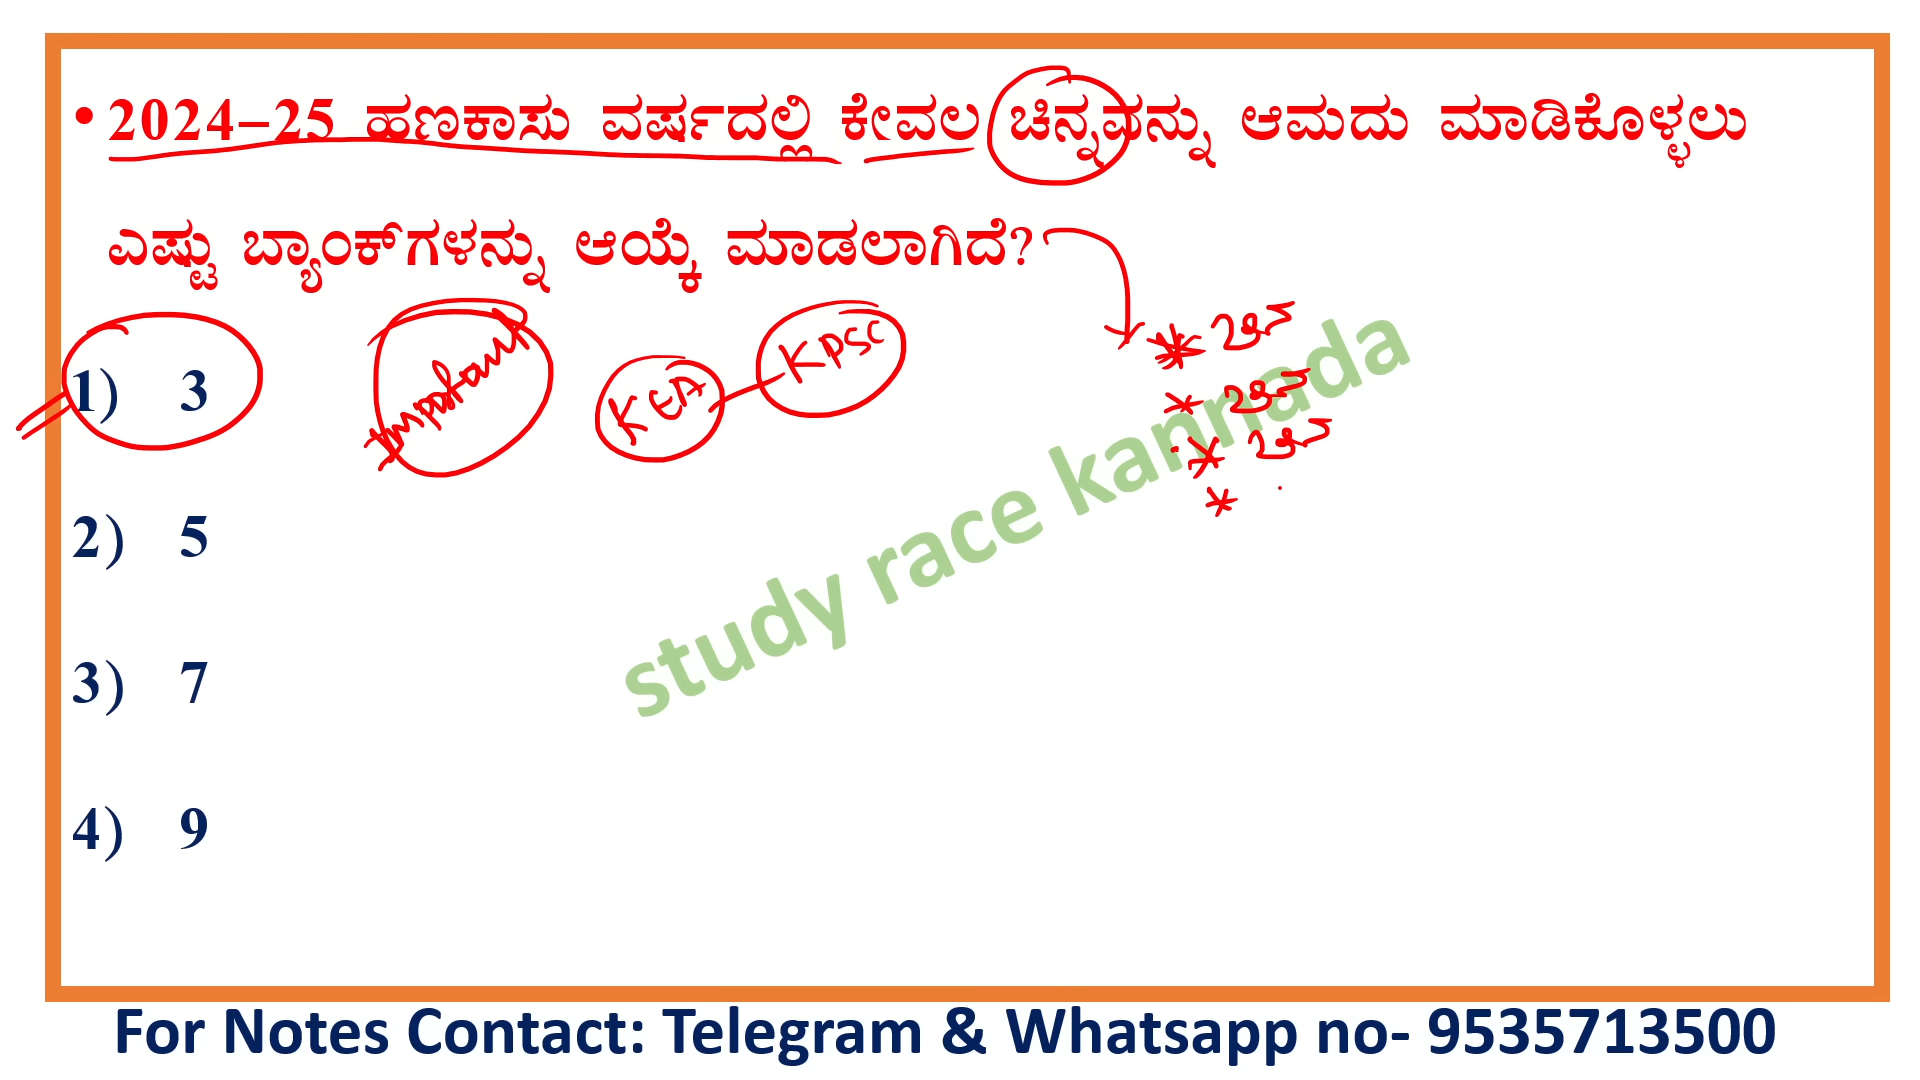 • 2024–25 ಹಣಕಾಸು ವರ್ಷದಲ್ಲಿ ಕೇವಲ ಚಿನ್ನವನ್ನು ಆಮದು ಮಾಡಿಕೊಳ್ಳಲು
ಎಷ್ಟು ಬ್ಯಾಂಕ್‌ಗಳನ್ನು ಆಯ್ಕೆ ಮಾಡಲಾಗಿದೆ?
1) 3
Important
KEA
KPSC
2) 5
3) 7
4) 9
study race kannada
For Notes Contact: Telegram & Whatsapp no- 9535713500